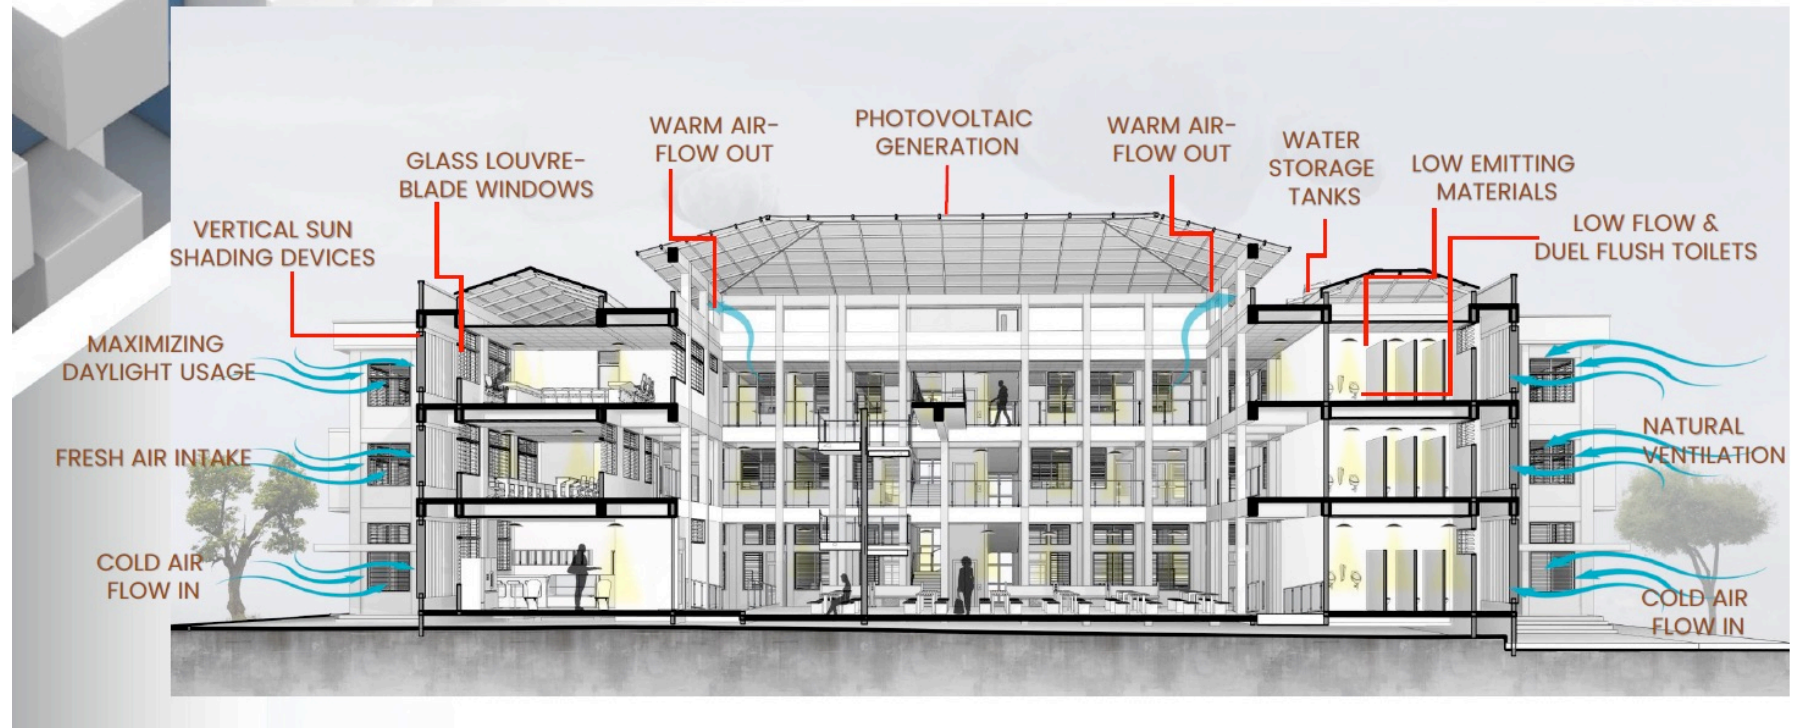 WARM AIR-
FLOW OUT
PHOTOVOLTAIC
GENERATION
WARM AIR-
FLOW OUT
WATER
STORAGE
TANKS
GLASS LOUVRE-
BLADE WINDOWS
LOW EMITTING
MATERIALS
VERTICAL SUN
SHADING DEVICES
LOW FLOW &
DUEL FLUSH TOILETS
MAXIMIZING
DAYLIGHT USAGE
FRESH AIR INTAKE
NATURAL
VENTILATION
COLD AIR
FLOW IN
COLD AIR
FLOW IN